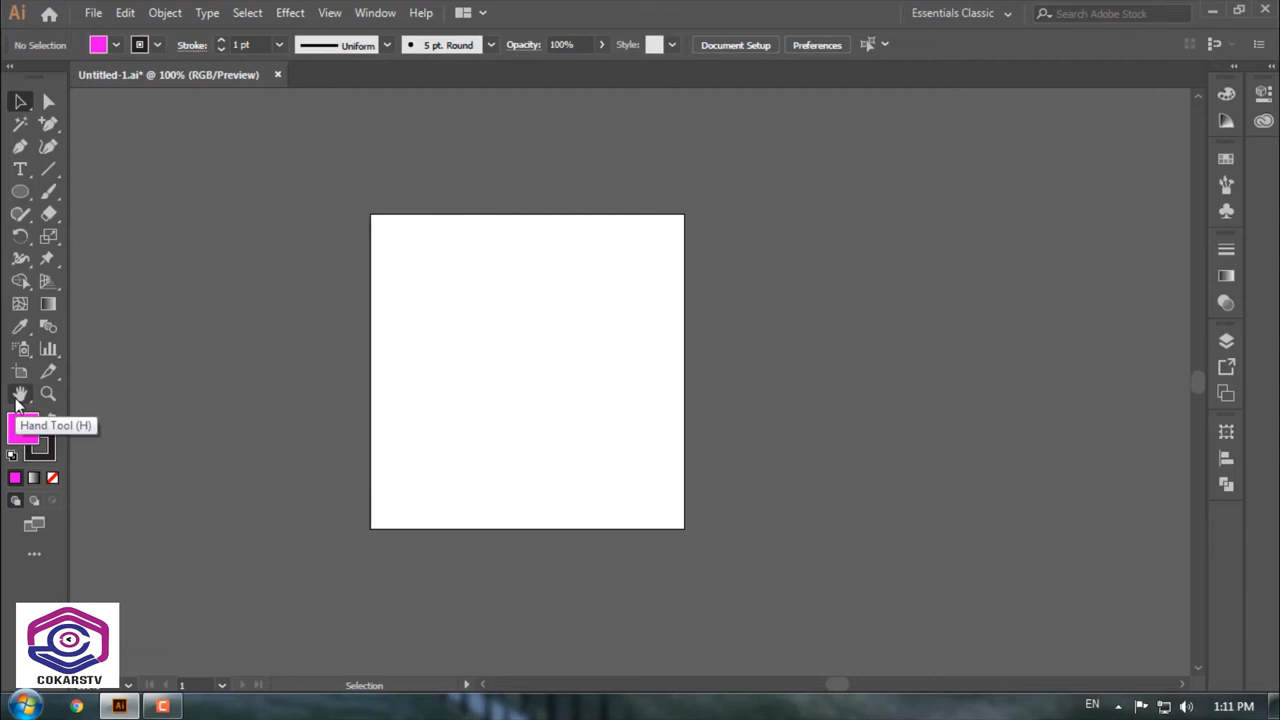 Ai File Edit Object Type Select Effect View Window Help Essentials Classic Search Adobe Stock
No Selection Stroke: 1 pt Uniform 5 pt. Round Opacity: 100% Style: Document Setup Preferences
Untitled-1.ai* @ 100% (RGB/Preview)
T
Hand Tool (H)
COKARSTV
1 Selection
Ai C EN 1:11 PM